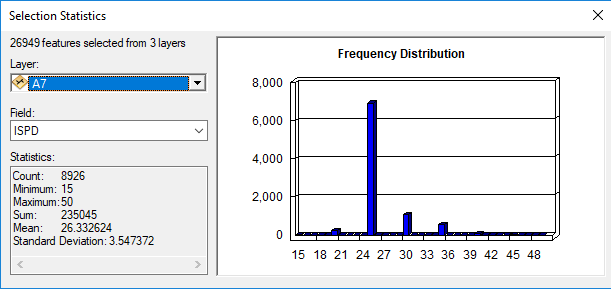 Selection Statistics
26949 features selected from 3 layers
Layer:
A7
Field:
ISPD
Statistics:
Count: 8926
Minimum: 15
Maximum: 50
Sum: 235045
Mean: 26.332624
Standard Deviation: 3.547372
Frequency Distribution
8,000
6,000
4,000
2,000
0
15 18 21 24 27 30 33 36 39 42 45 48